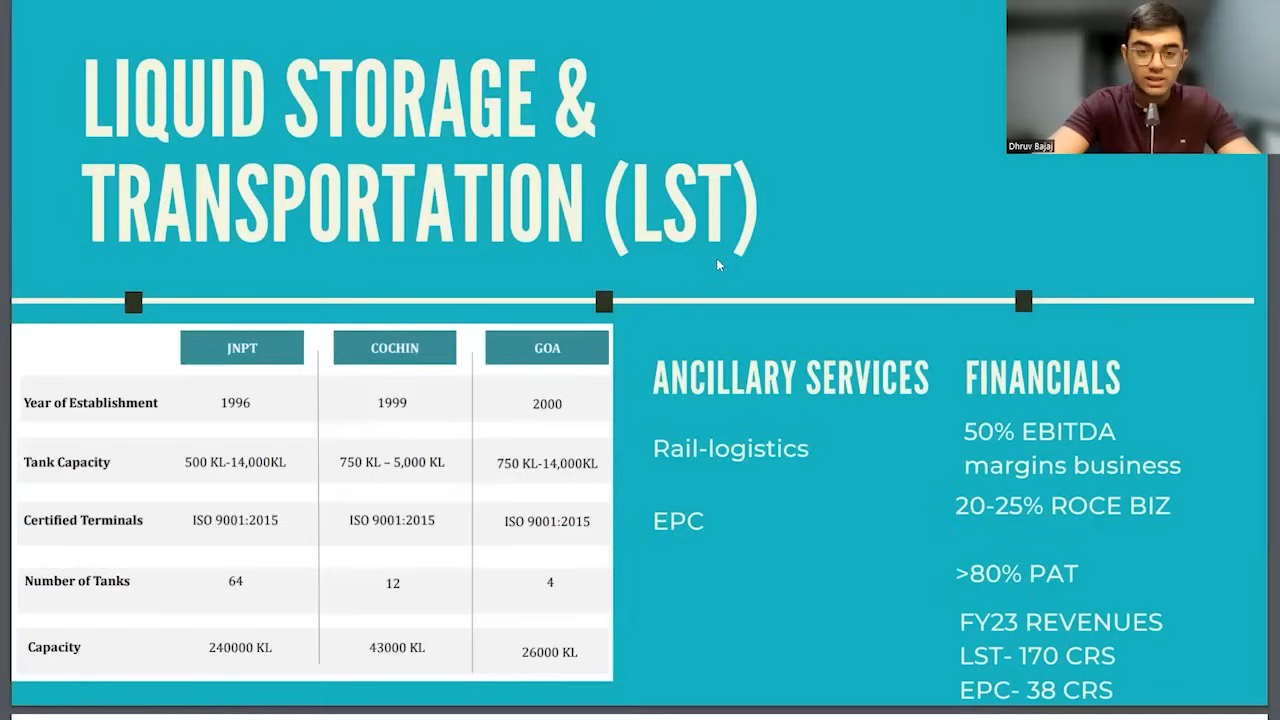 LIQUID STORAGE &
TRANSPORTATION (LST)
Dhruv Bajaj
JNPT COCHIN GOA
Year of Establishment 1996 1999 2000
Tank Capacity 500 KL-14,000KL 750 KL – 5,000 KL 750 KL-14,000KL
Certified Terminals ISO 9001:2015 ISO 9001:2015 ISO 9001:2015
Number of Tanks 64 12 4
Capacity 240000 KL 43000 KL 26000 KL
ANCILLARY SERVICES
Rail-logistics
EPC
FINANCIALS
50% EBITDA
margins business
20-25% ROCE BIZ
>80% PAT
FY23 REVENUES
LST- 170 CRS
EPC- 38 CRS